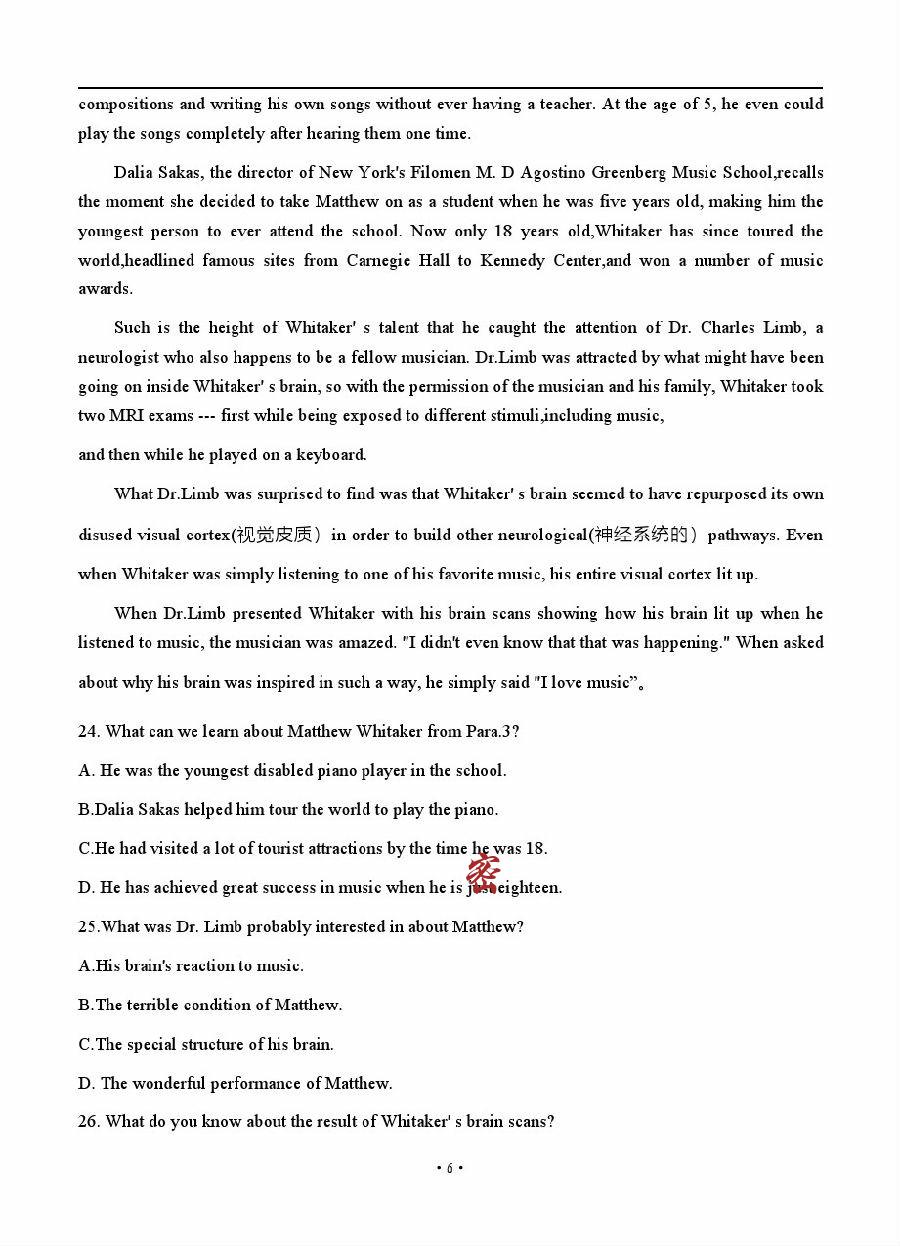 compositions and writing his own songs without ever having a teacher. At the age of 5, he even could
play the songs completely after hearing them one time.
Dalia Sakas, the director of New York's Filomen M. D Agostino Greenberg Music School,recalls
the moment she decided to take Matthew on as a student when he was five years old, making him the
youngest person to ever attend the school. Now only 18 years old,Whitaker has since toured the
world,headlined famous sites from Carnegie Hall to Kennedy Center,and won a number of music
awards.
Such is the height of Whitaker' s talent that he caught the attention of Dr. Charles Limb, a
neurologist who also happens to be a fellow musician. Dr.Limb was attracted by what might have been
going on inside Whitaker' s brain, so with the permission of the musician and his family, Whitaker took
two MRI exams --- first while being exposed to different stimuli,including music,
and then while he played on a keyboard.
What Dr.Limb was surprised to find was that Whitaker' s brain seemed to have repurposed its own
disused visual cortex(视觉皮质）in order to build other neurological(神经系统的）pathways. Even
when Whitaker was simply listening to one of his favorite music, his entire visual cortex lit up.
When Dr.Limb presented Whitaker with his brain scans showing how his brain lit up when he
listened to music, the musician was amazed. "I didn't even know that that was happening." When asked
about why his brain was inspired in such a way, he simply said "I love music”。
24. What can we learn about Matthew Whitaker from Para.3?
A. He was the youngest disabled piano player in the school.
B.Dalia Sakas helped him tour the world to play the piano.
C.He had visited a lot of tourist attractions by the time he was 18.
密
D. He has achieved great success in music when he is just eighteen.
25.What was Dr. Limb probably interested in about Matthew?
A.His brain's reaction to music.
B.The terrible condition of Matthew.
C.The special structure of his brain.
D. The wonderful performance of Matthew.
26. What do you know about the result of Whitaker' s brain scans?
• 6 •